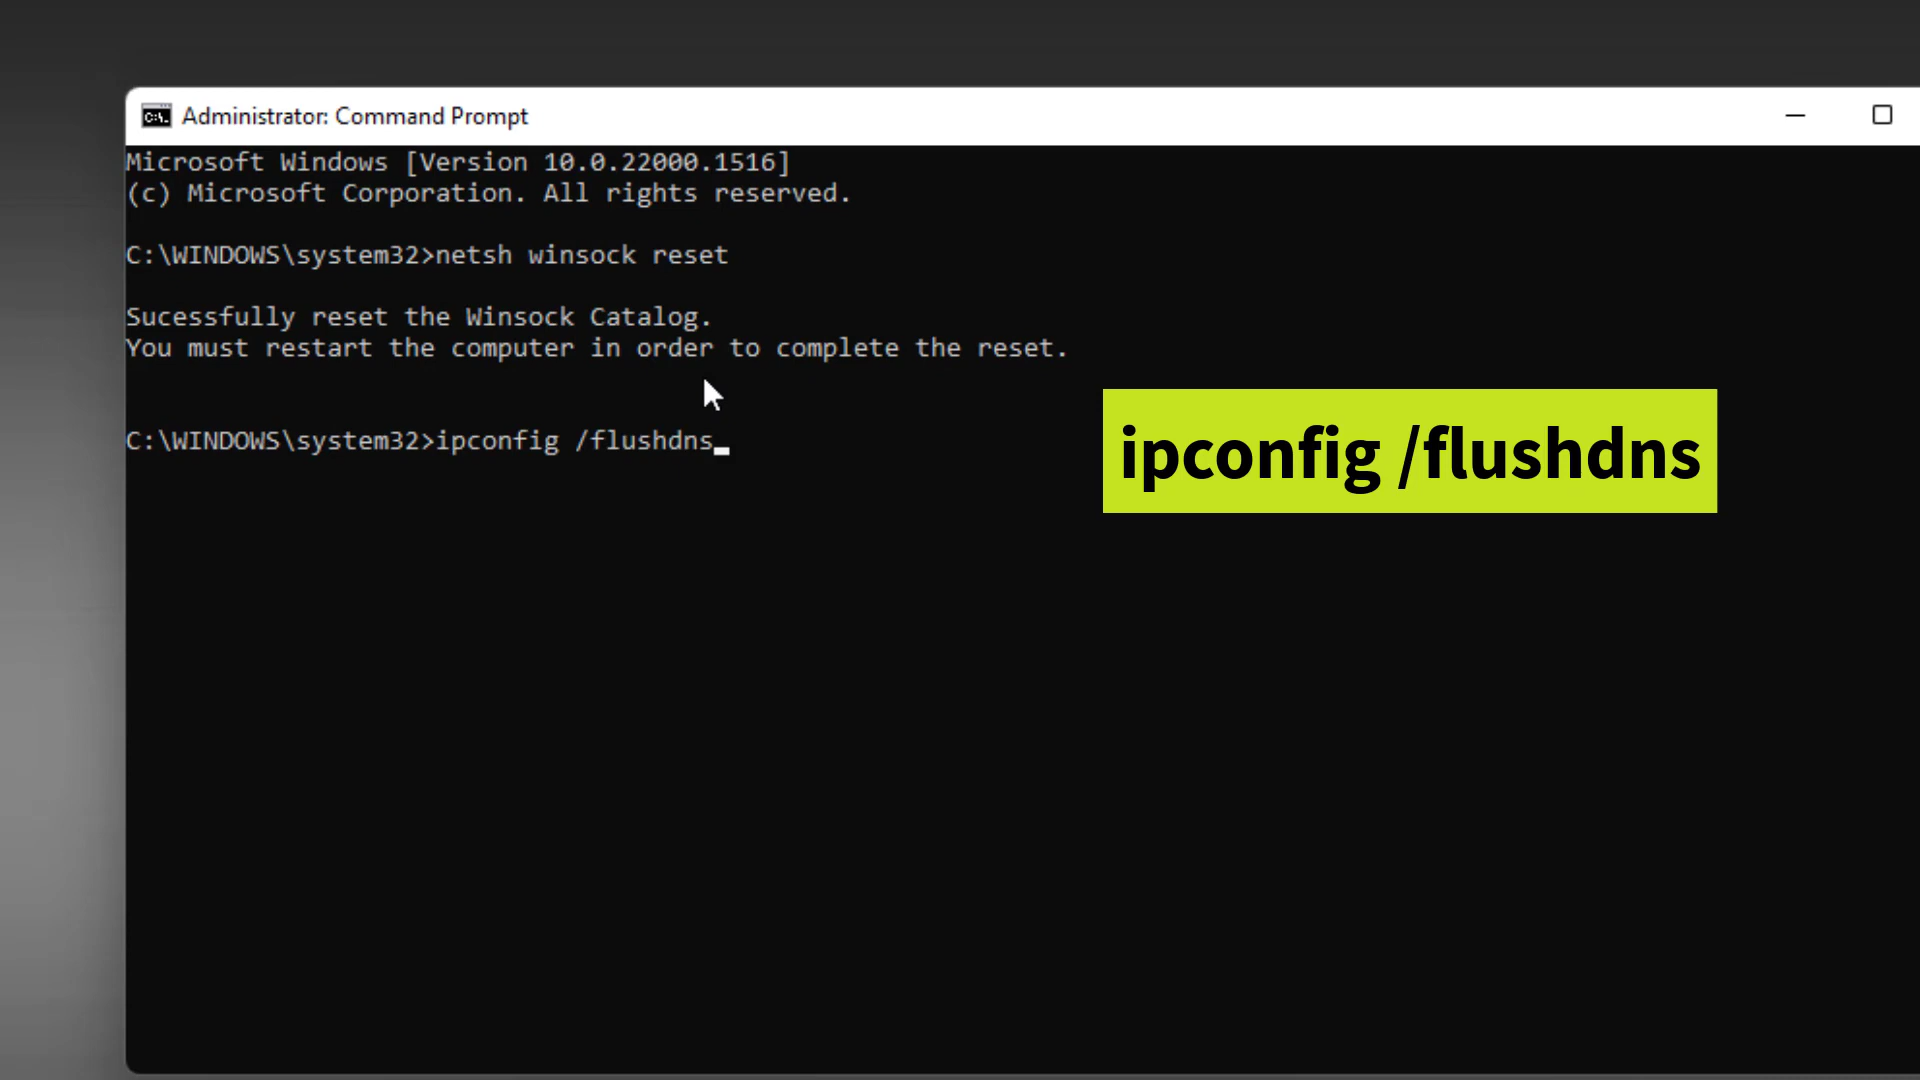 Administrator: Command Prompt
Microsoft Windows [Version 10.0.22000.1516]
(c) Microsoft Corporation. All rights reserved.
C:\WINDOWS\system32>netsh winsock reset
Sucessfully reset the Winsock Catalog.
You must restart the computer in order to complete the reset.
C:\WINDOWS\system32>ipconfig /flushdns
ipconfig /flushdns